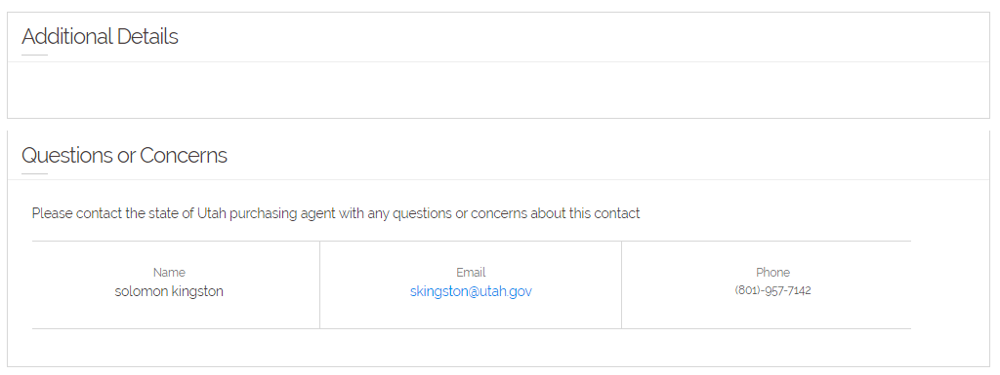 Additional Details
Questions or Concerns
Please contact the state of Utah purchasing agent with any questions or concerns about this contact
Name
solomon kingston
Email
skingston@utah.gov
Phone
(801)-957-7142